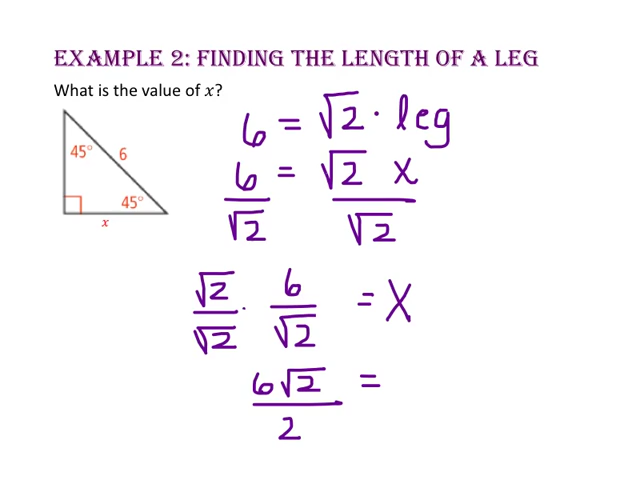 EXAMPLE 2: FINDING THE LENGTH OF A LEG
What is the value of x?
6 = √2 · leg
45° 6
6/√2 = √2 x/√2
45°
x
√2/√2 · 6/√2 = X
6√2/2 =